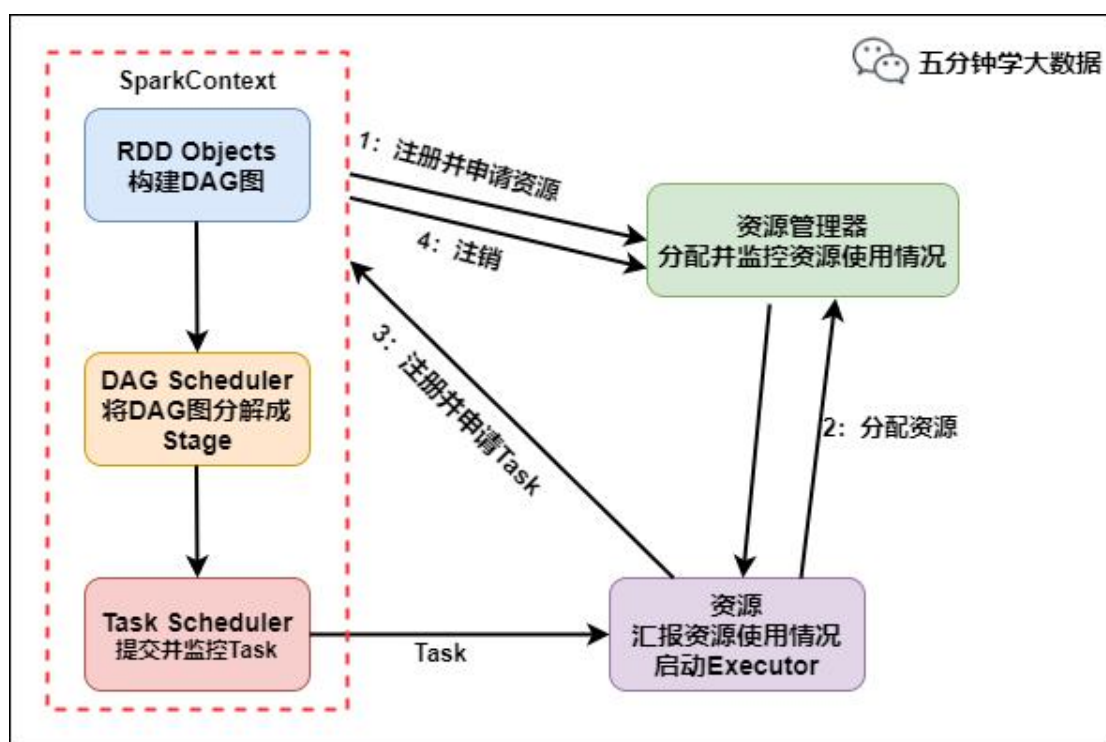 五分钟学大数据
SparkContext
RDD Objects
构建DAG图
1：注册并申请资源
4：注销
资源管理器
分配并监控资源使用情况
3：注册并申请Task
DAG Scheduler
将DAG图分解成
Stage
2：分配资源
Task Scheduler
提交并监控Task
Task
资源
汇报资源使用情况
启动Executor